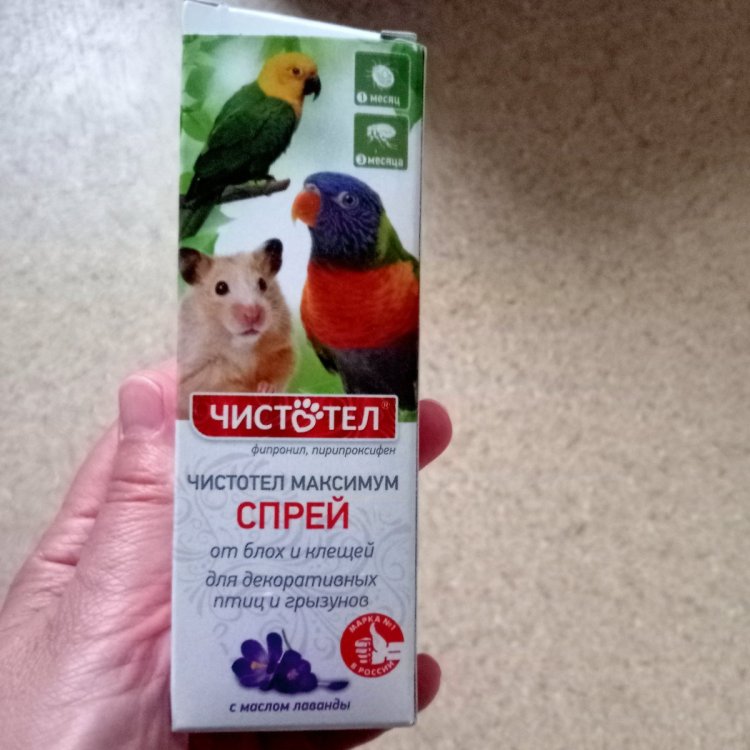 1 месяц
3 месяца
ЧИСТОТЕЛ®
фипронил, пирипроксифен
ЧИСТОТЕЛ МАКСИМУМ
СПРЕЙ
от блох и клещей
для декоративных
птиц и грызунов
МАРКА №1
В РОССИИ
с маслом лаванды